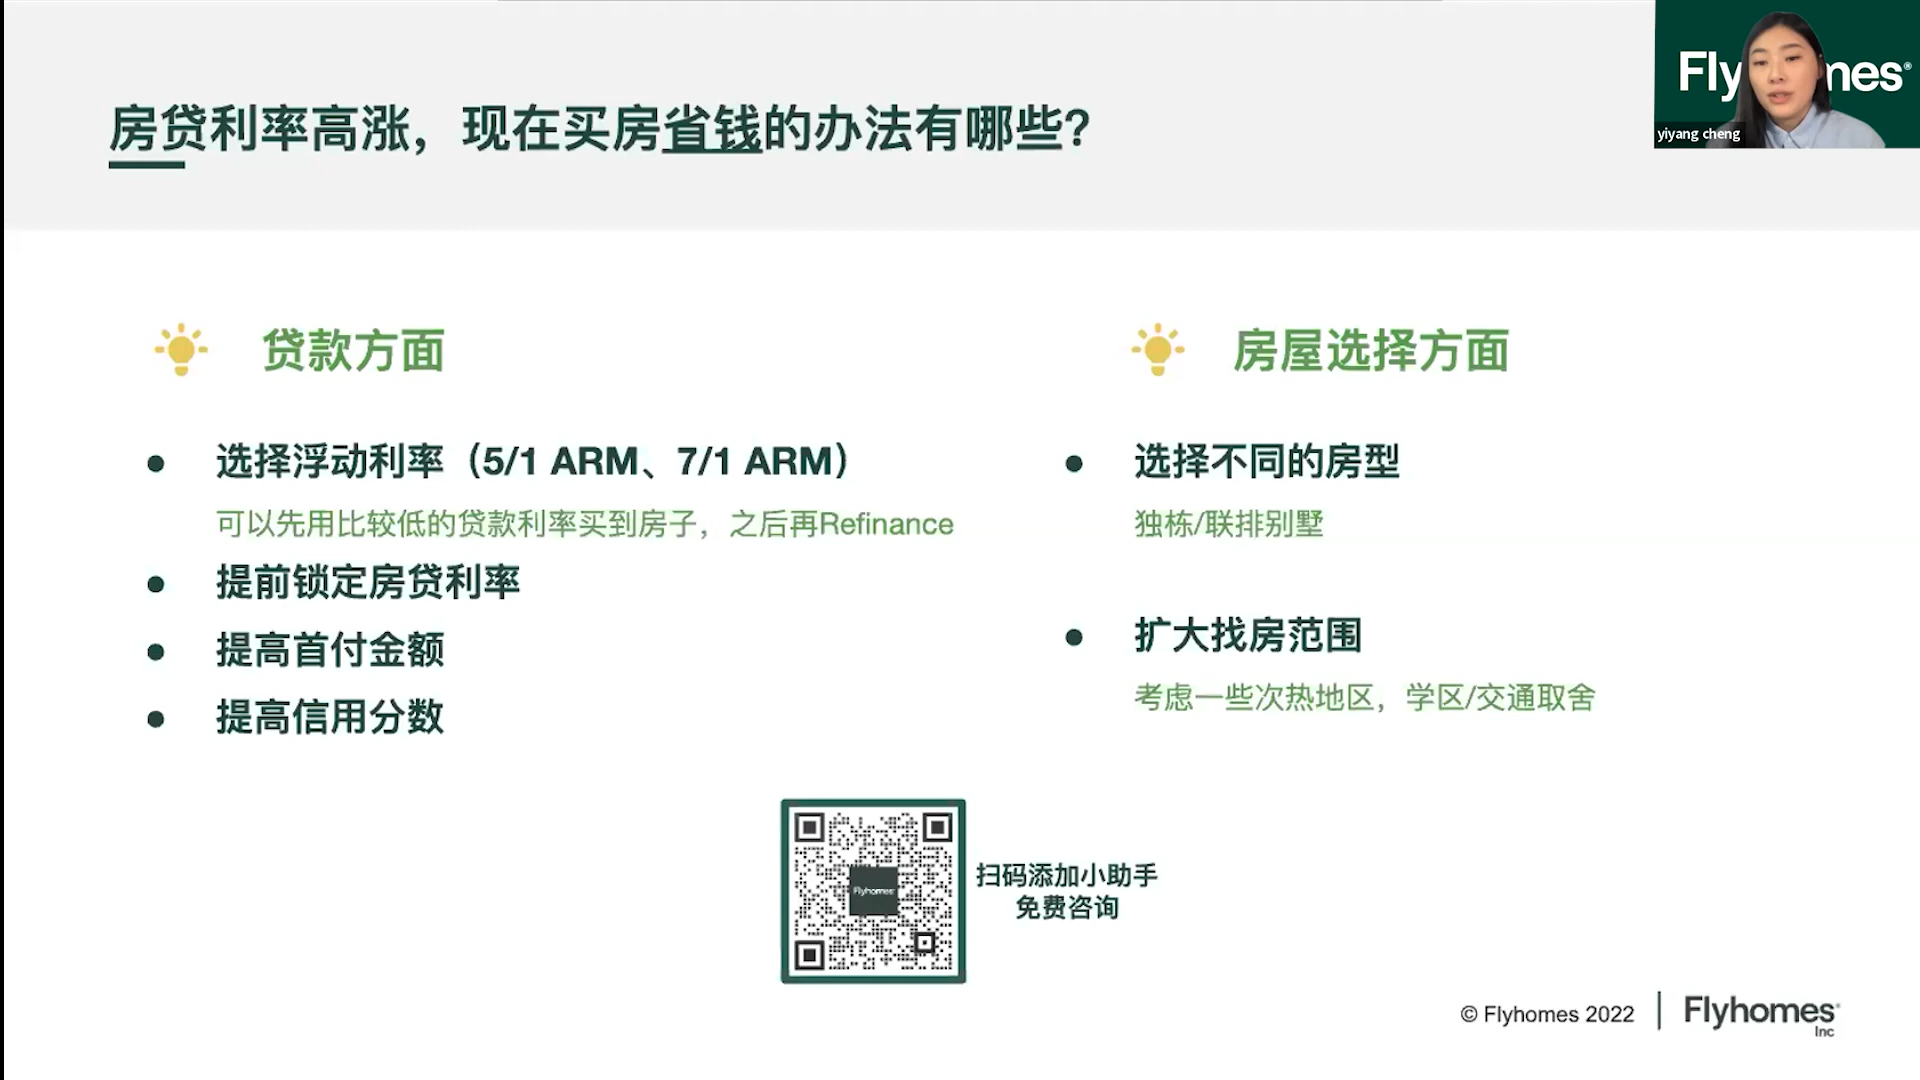 房贷利率高涨，现在买房省钱的办法有哪些？
yiyang cheng
贷款方面
选择浮动利率（5/1 ARM、7/1 ARM）
可以先用比较低的贷款利率买到房子，之后再Refinance
提前锁定房贷利率
提高首付金额
提高信用分数
房屋选择方面
选择不同的房型
独栋/联排别墅
扩大找房范围
考虑一些次热地区，学区/交通取舍
Flyhomes
扫码添加小助手
免费咨询
© Flyhomes 2022
Flyhomes
Inc